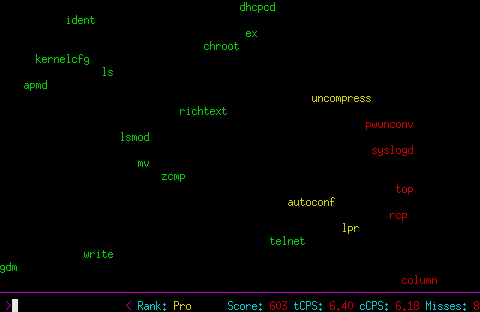 dhcpcd
ident
ex
chroot
kernelcfg
ls
apmd
uncompress
richtext
pwunconv
lsmod
syslogd
mv
zcmp
top
autoconf
rcp
lpr
telnet
write
gdm
column
> < Rank: Pro Score: 603 tCPS: 6.40 cCPS: 6.18 Misses: 8